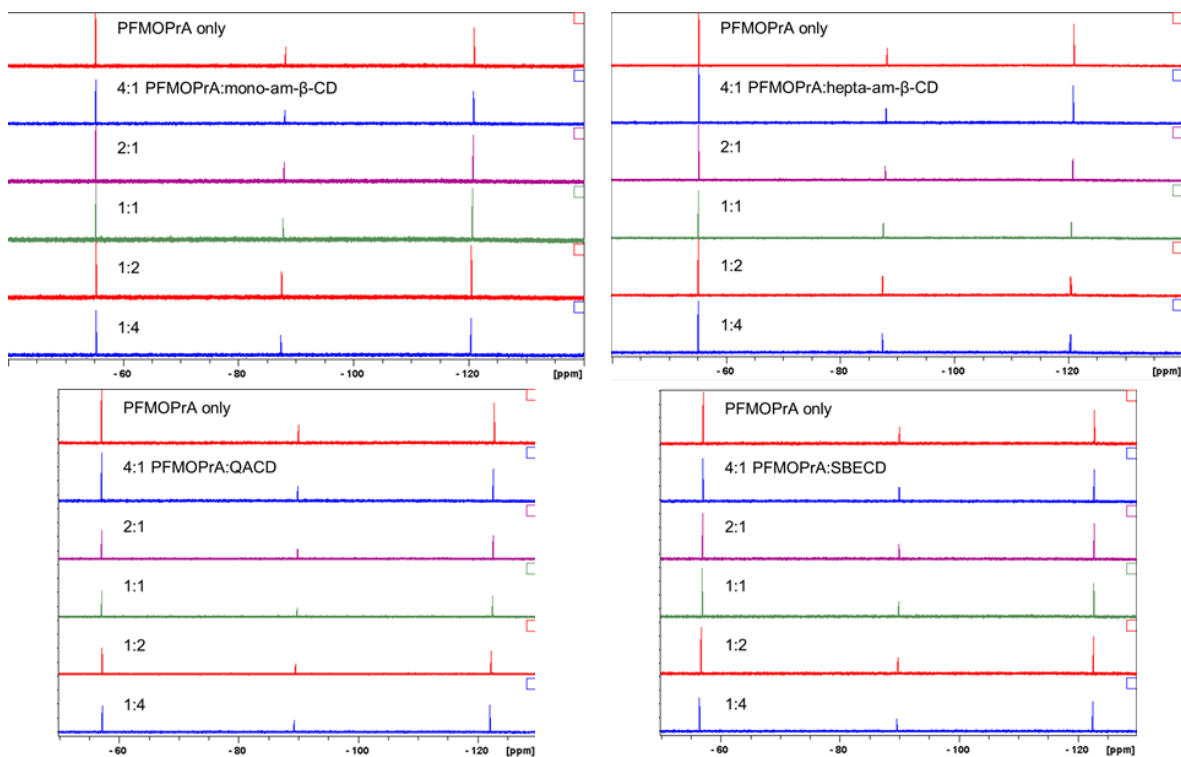 PFMOPrA only
4:1 PFMOPrA:mono-am-β-CD
2:1
1:1
1:2
1:4
- 60 - 80 - 100 - 120 [ppm]
PFMOPrA only
4:1 PFMOPrA:hepta-am-β-CD
2:1
1:1
1:2
1:4
- 60 - 80 - 100 - 120 [ppm]
PFMOPrA only
4:1 PFMOPrA:QACD
2:1
1:1
1:2
1:4
- 60 - 80 - 100 - 120 [ppm]
PFMOPrA only
4:1 PFMOPrA:SBECD
2:1
1:1
1:2
1:4
- 60 - 80 - 100 - 120 [ppm]